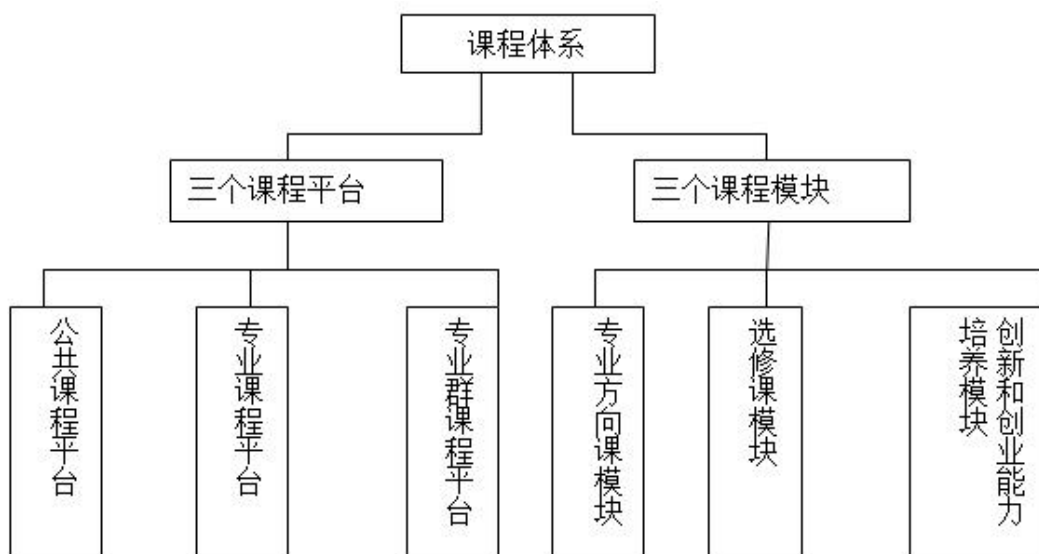 课程体系
三个课程平台
三个课程模块
公共课程平台
专业课程平台
专业群课程平台
专业方向课模块
选修课模块
创新和创业能力
培养模块